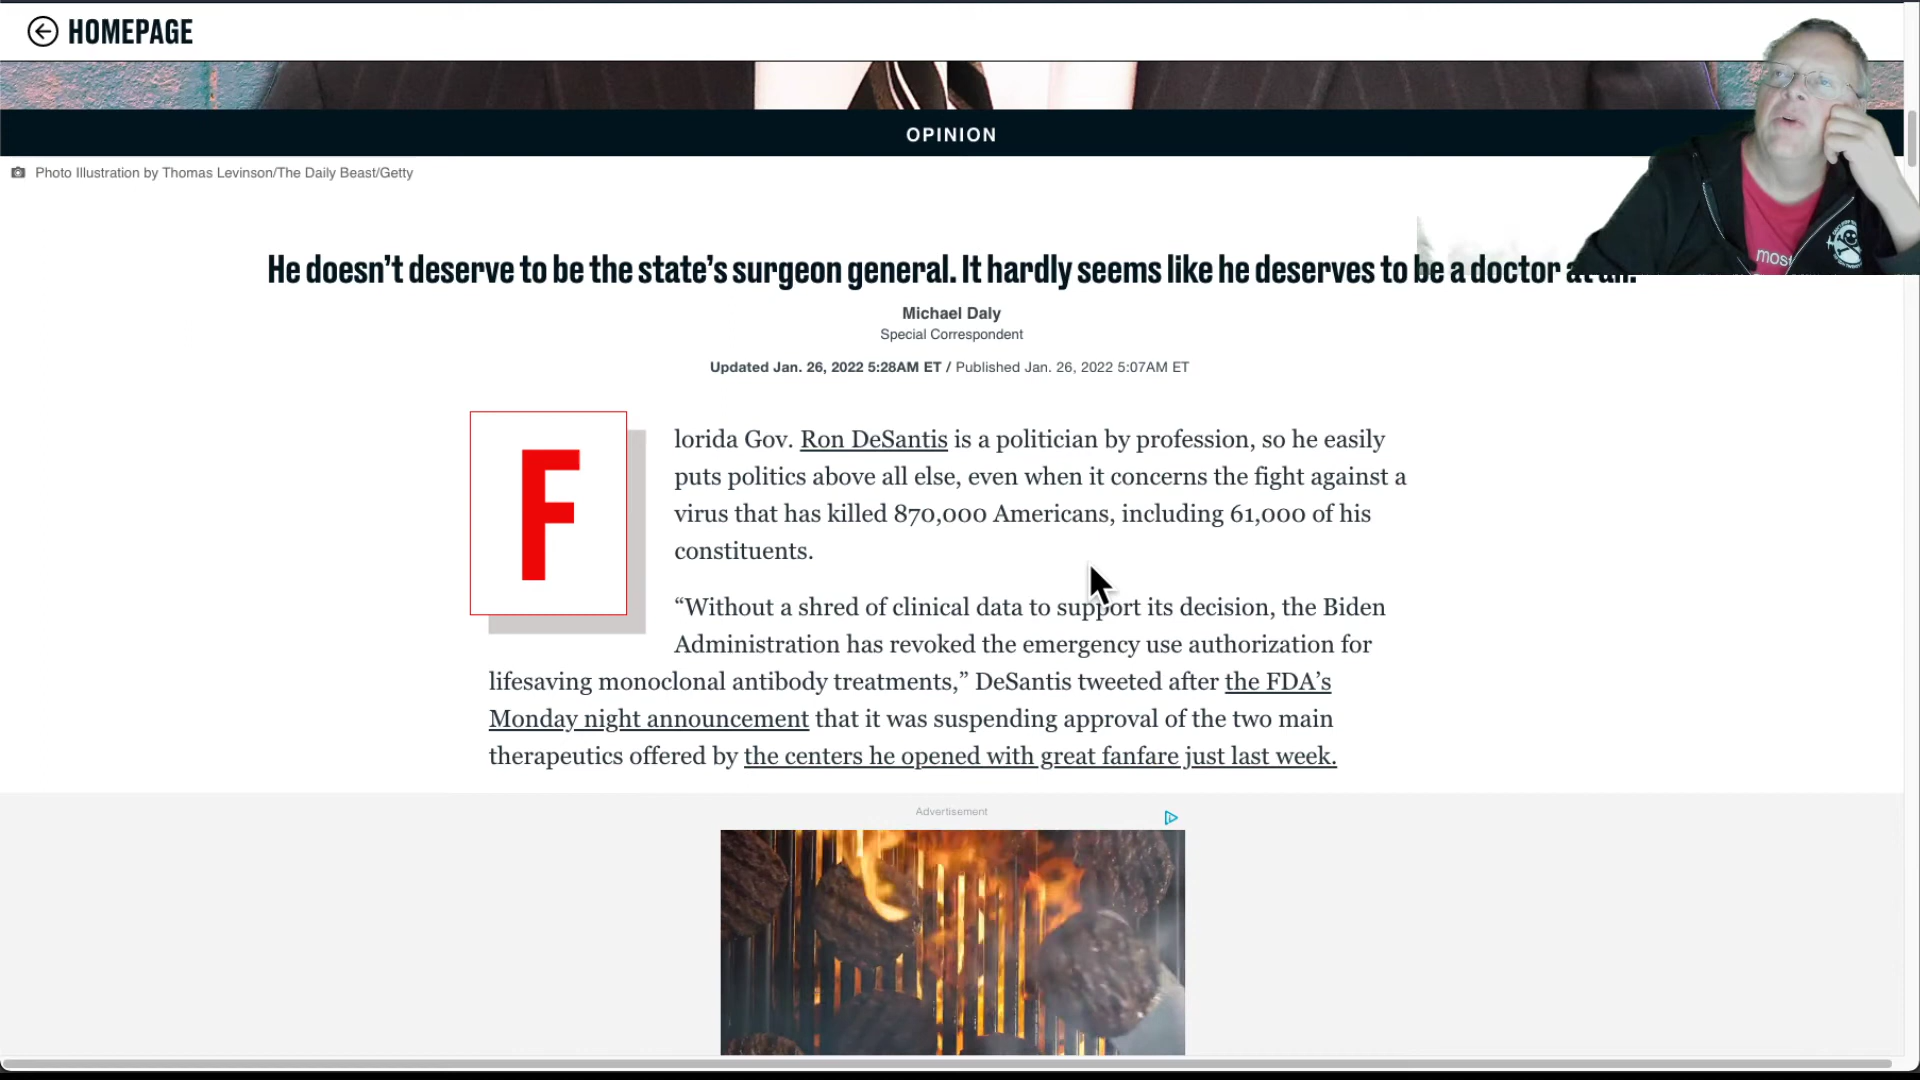 HOMEPAGE
OPINION
Photo Illustration by Thomas Levinson/The Daily Beast/Getty
He doesn’t deserve to be the state’s surgeon general. It hardly seems like he deserves to be a doctor at all.
most
Michael Daly
Special Correspondent
Updated Jan. 26, 2022 5:28AM ET / Published Jan. 26, 2022 5:07AM ET
F
lorida Gov. Ron DeSantis is a politician by profession, so he easily
puts politics above all else, even when it concerns the fight against a
virus that has killed 870,000 Americans, including 61,000 of his
constituents.
“Without a shred of clinical data to support its decision, the Biden
Administration has revoked the emergency use authorization for
lifesaving monoclonal antibody treatments,” DeSantis tweeted after the FDA’s
Monday night announcement that it was suspending approval of the two main
therapeutics offered by the centers he opened with great fanfare just last week.
Advertisement